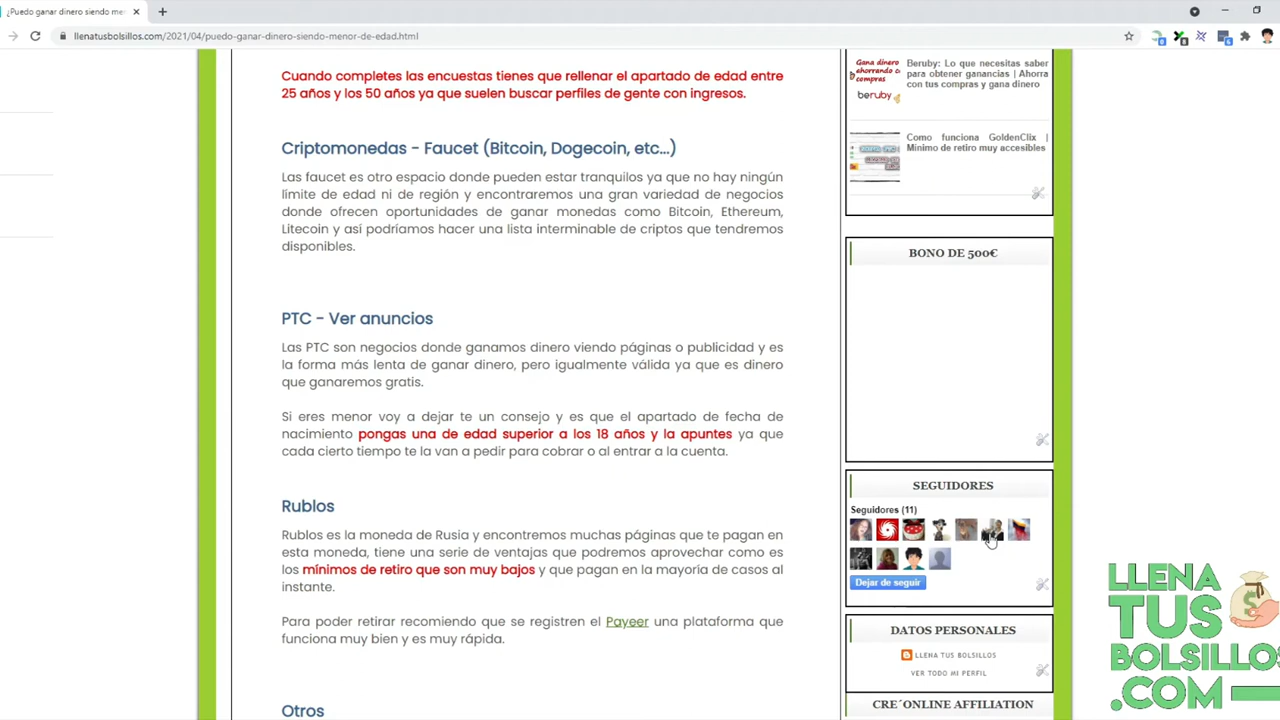 ¿Puedo ganar dinero siendo mer
llenatusbolsillos.com/2021/04/puedo-ganar-dinero-siendo-menor-de-edad.html
Cuando completes las encuestas tienes que rellenar el apartado de edad entre
25 años y los 50 años ya que suelen buscar perfiles de gente con ingresos.
Criptomonedas - Faucet (Bitcoin, Dogecoin, etc...)
Las faucet es otro espacio donde pueden estar tranquilos ya que no hay ningún
límite de edad ni de región y encontraremos una gran variedad de negocios
donde ofrecen oportunidades de ganar monedas como Bitcoin, Ethereum,
Litecoin y así podríamos hacer una lista interminable de criptos que tendremos
disponibles.
PTC - Ver anuncios
Las PTC son negocios donde ganamos dinero viendo páginas o publicidad y es
la forma más lenta de ganar dinero, pero igualmente válida ya que es dinero
que ganaremos gratis.
Si eres menor voy a dejar te un consejo y es que el apartado de fecha de
nacimiento pongas una de edad superior a los 18 años y la apuntes ya que
cada cierto tiempo te la van a pedir para cobrar o al entrar a la cuenta.
Rublos
Rublos es la moneda de Rusia y encontremos muchas páginas que te pagan en
esta moneda, tiene una serie de ventajas que podremos aprovechar como es
los mínimos de retiro que son muy bajos y que pagan en la mayoría de casos al
instante.
Para poder retirar recomiendo que se registren el Payeer una plataforma que
funciona muy bien y es muy rápida.
Otros
Gana dinero
ahorrando cc
compras
beruby
Beruby: Lo que necesitas saber
para obtener ganancias | Ahorra
con tus compras y gana dinero
Como funciona GoldenClix |
Mínimo de retiro muy accesibles
BONO DE 500€
SEGUIDORES
Seguidores (11)
Dejar de seguir
DATOS PERSONALES
LLENA TUS BOLSILLOS
VER TODO MI PERFIL
CRE´ONLINE AFFILIATION
LLENA
TUS
BOLSILLOS
.COM